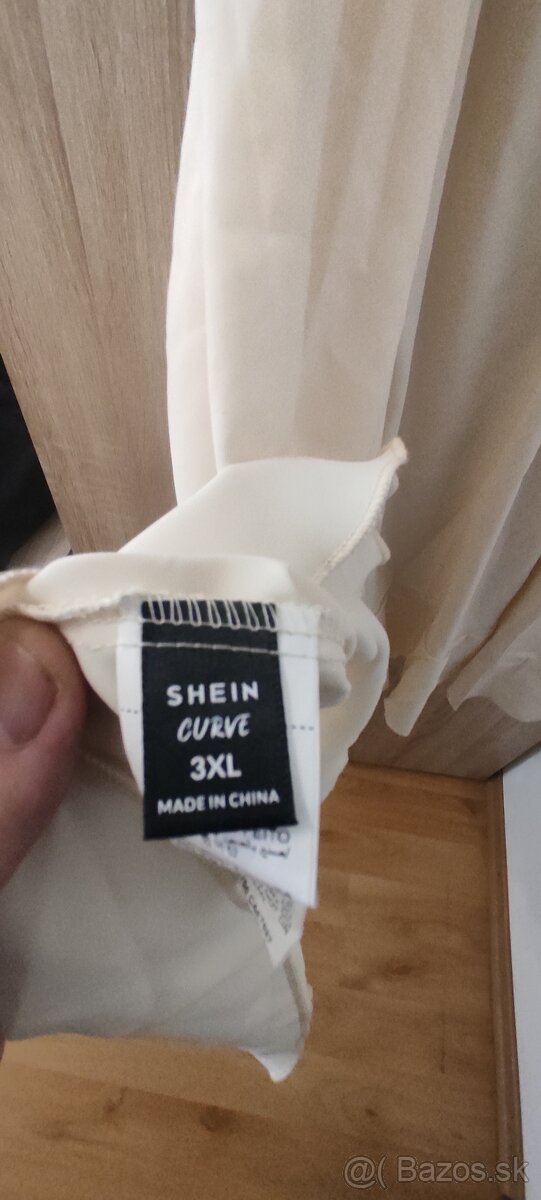 SHEIN
CURVE
3XL
MADE IN CHINA
@( Bazos.sk